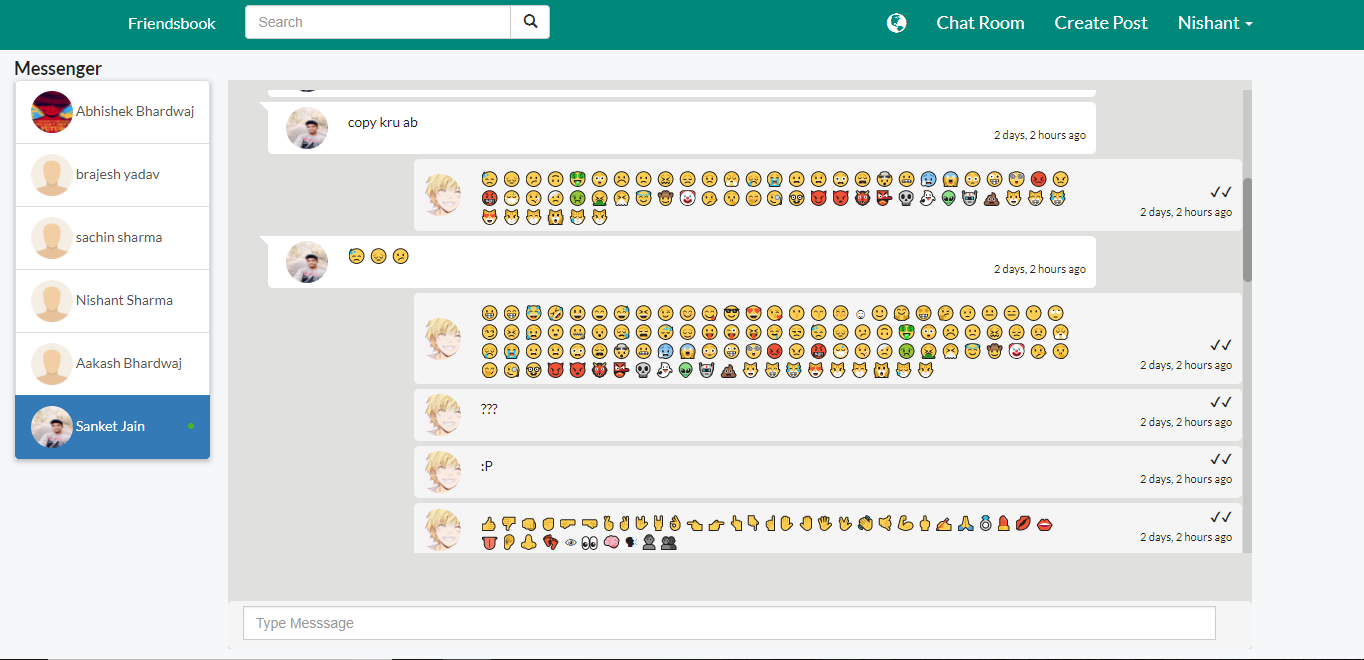 Friendsbook
Search
Chat Room
Create Post
Nishant
Messenger
Abhishek Bhardwaj
brajesh yadav
sachin sharma
Nishant Sharma
Aakash Bhardwaj
Sanket Jain
copy kru ab
2 days, 2 hours ago
2 days, 2 hours ago
2 days, 2 hours ago
2 days, 2 hours ago
???
2 days, 2 hours ago
:P
2 days, 2 hours ago
2 days, 2 hours ago
Type Messsage